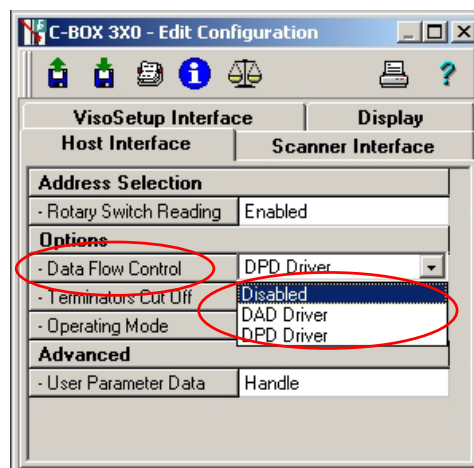 C-BOX 3X0 - Edit Configuration
VisoSetup Interface Display
Host Interface Scanner Interface
Address Selection
- Rotary Switch Reading Enabled
Options
- Data Flow Control DPD Driver
- Terminators Cut Off Disabled
DAD Driver
- Operating Mode DPD Driver
Advanced
- User Parameter Data Handle